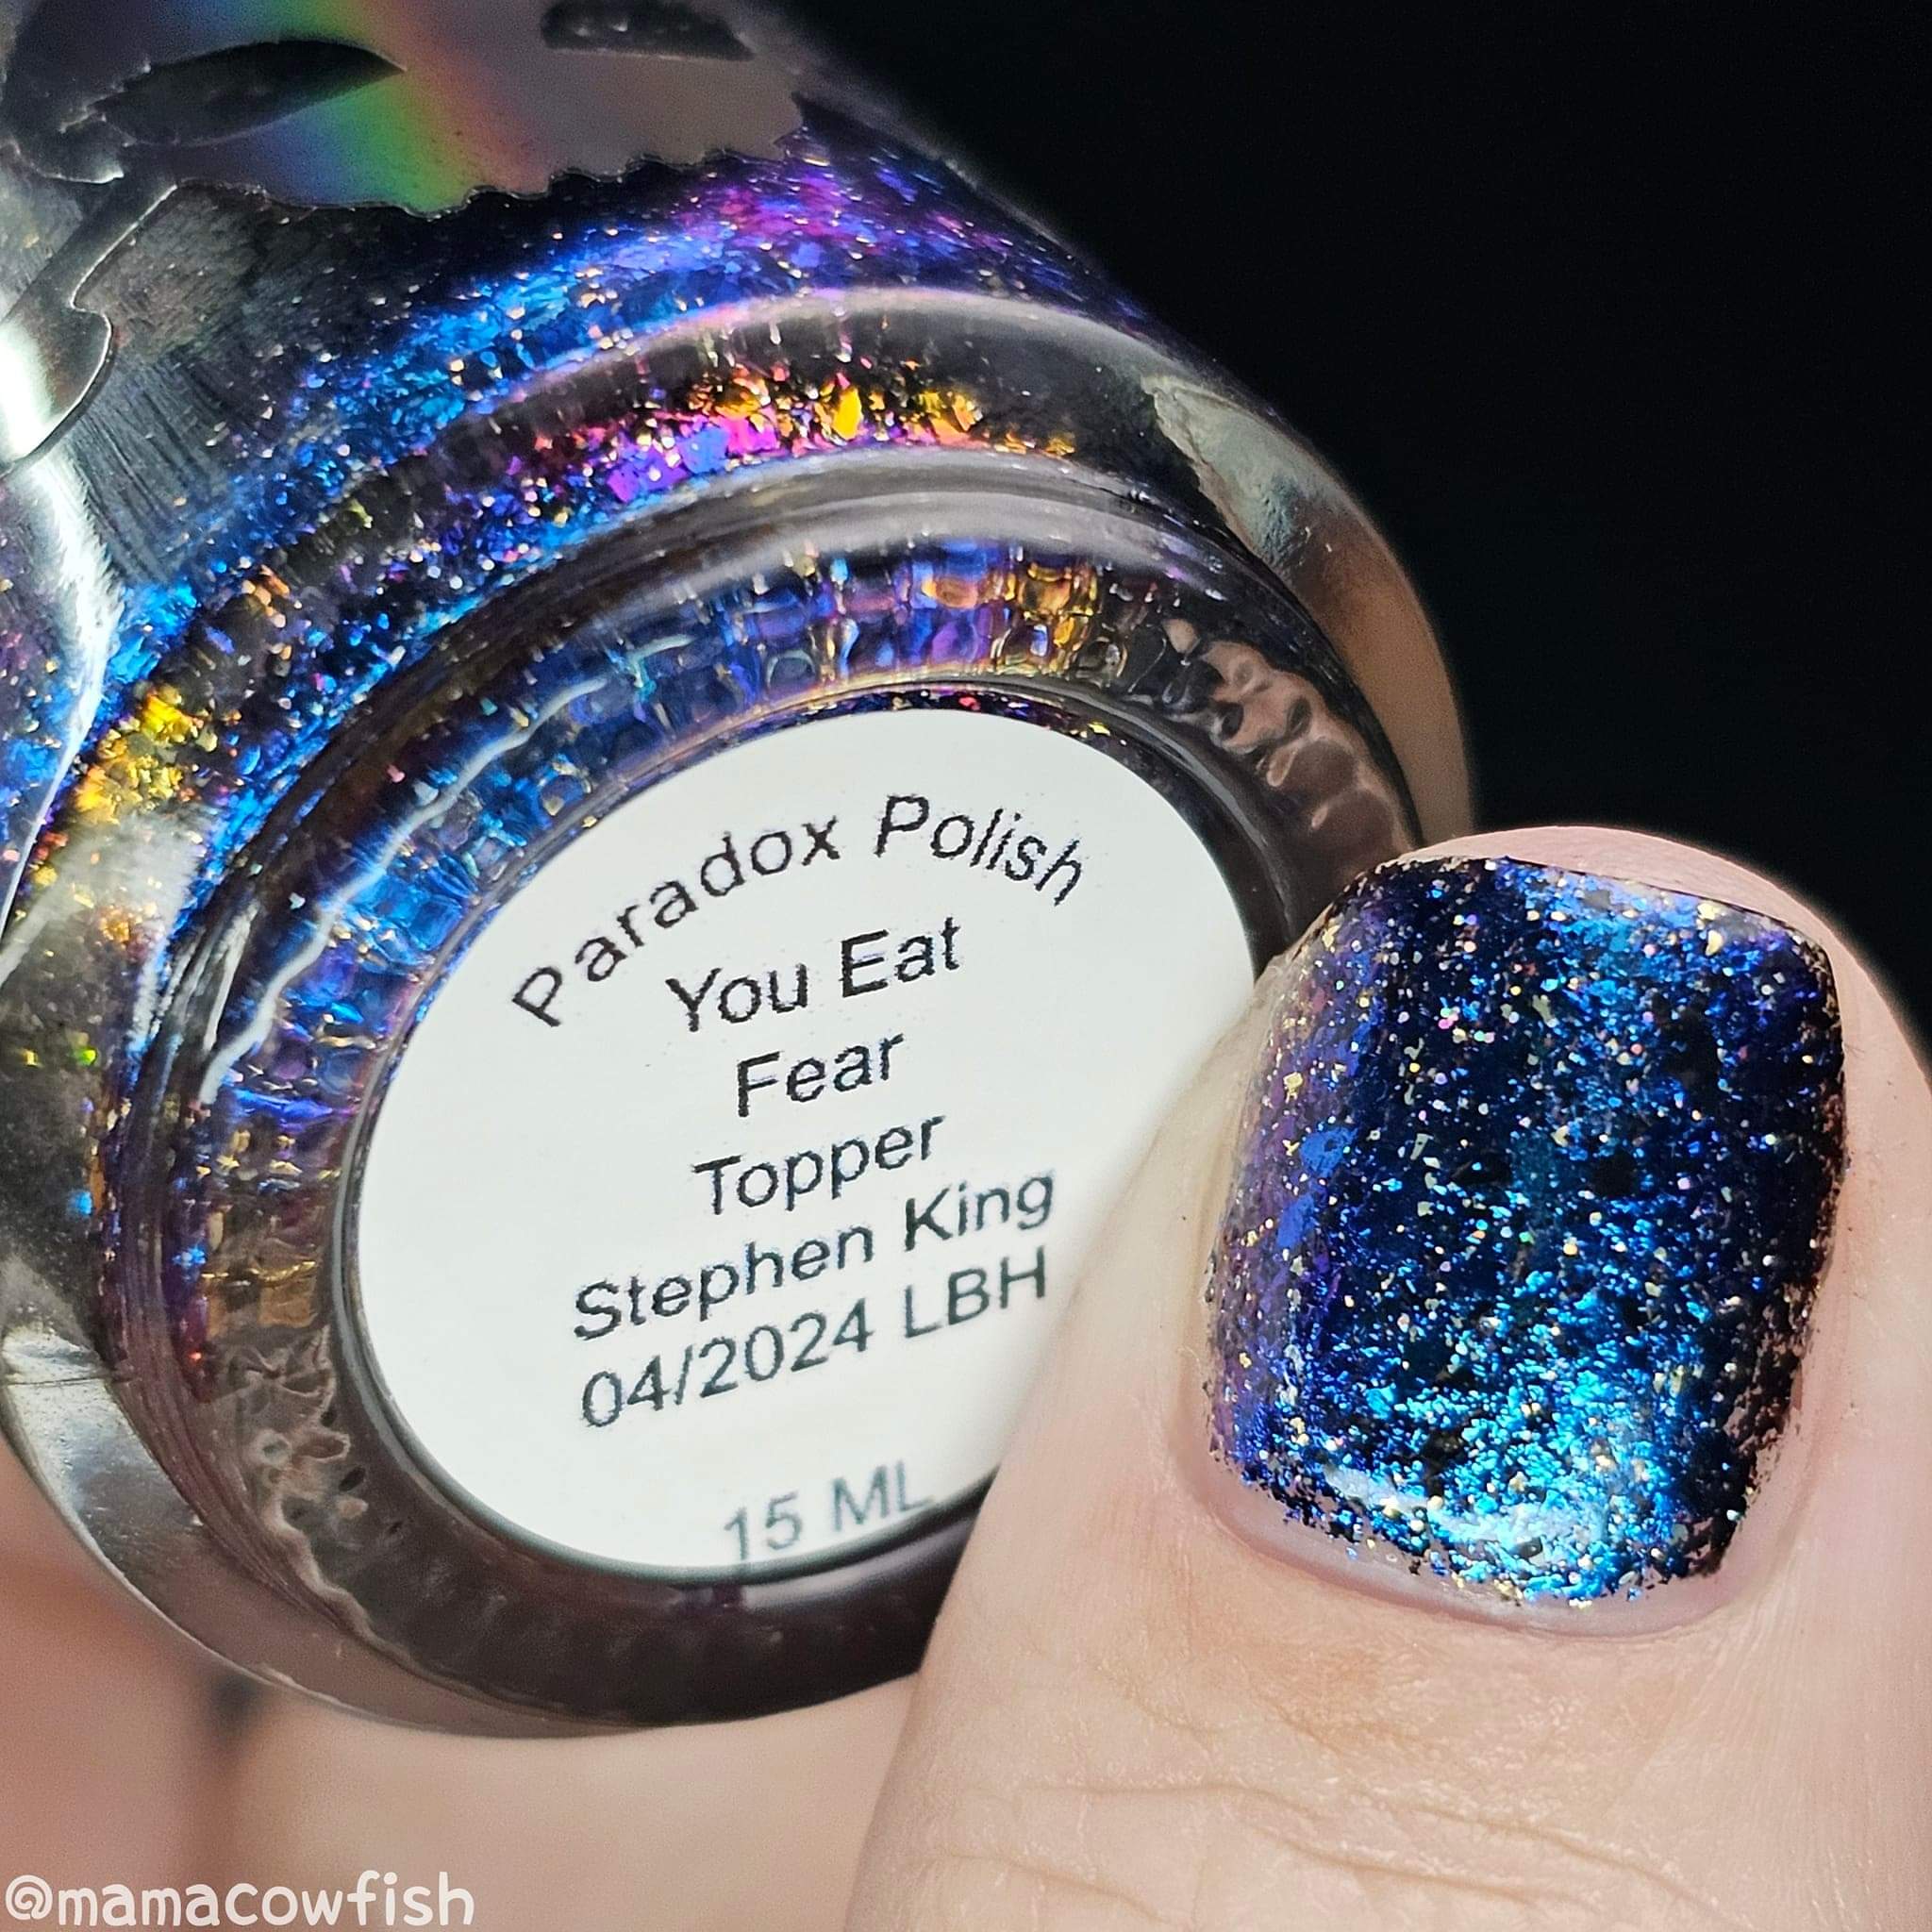 Paradox Polish
You Eat
Fear
Topper
Stephen King
04/2024 LBH
15 ML
@mamacowfish